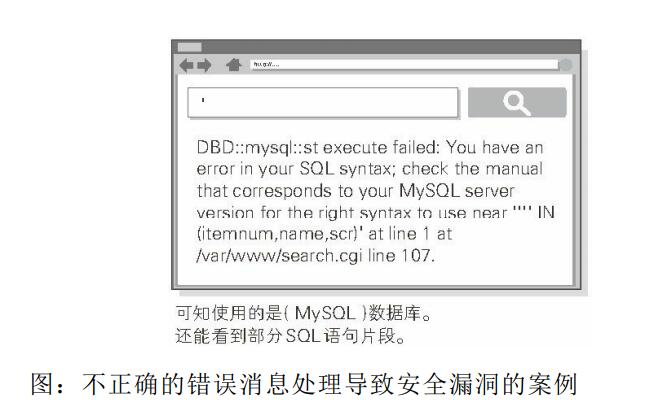 http://...
'
DBD::mysql::st execute failed: You have an
error in your SQL syntax; check the manual
that corresponds to your MySQL server
version for the right syntax to use near '''' IN
(itemnum,name,scr)' at line 1 at
/var/www/search.cgi line 107.
可知使用的是( MySQL )数据库。
还能看到部分SQL语句片段。
图：不正确的错误消息处理导致安全漏洞的案例